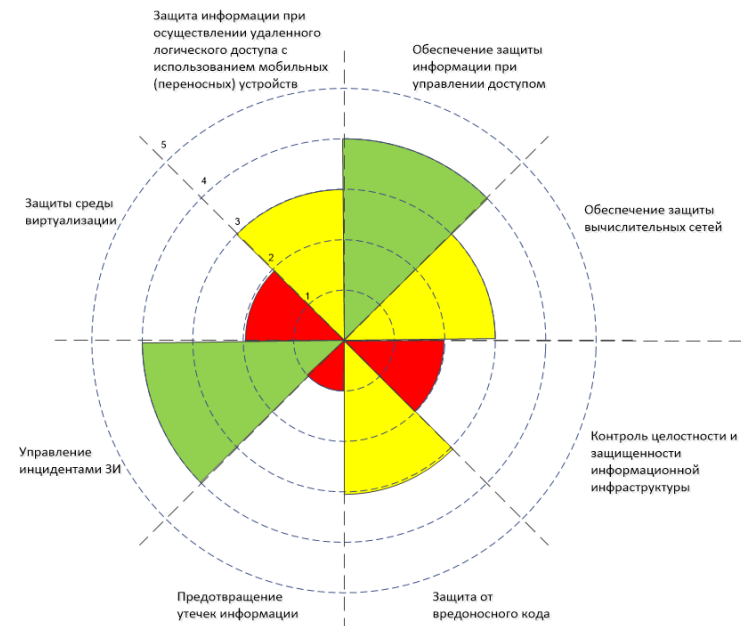 Защита информации при
осуществлении удаленного
логического доступа с
использованием мобильных
(переносных) устройств
Обеспечение защиты
информации при
управлении доступом
5
4
3
2
1
Защиты среды
виртуализации
Обеспечение защиты
вычислительных сетей
Управление
инцидентами ЗИ
Контроль целостности и
защищенности
информационной
инфраструктуры
Предотвращение
утечек информации
Защита от
вредоносного кода